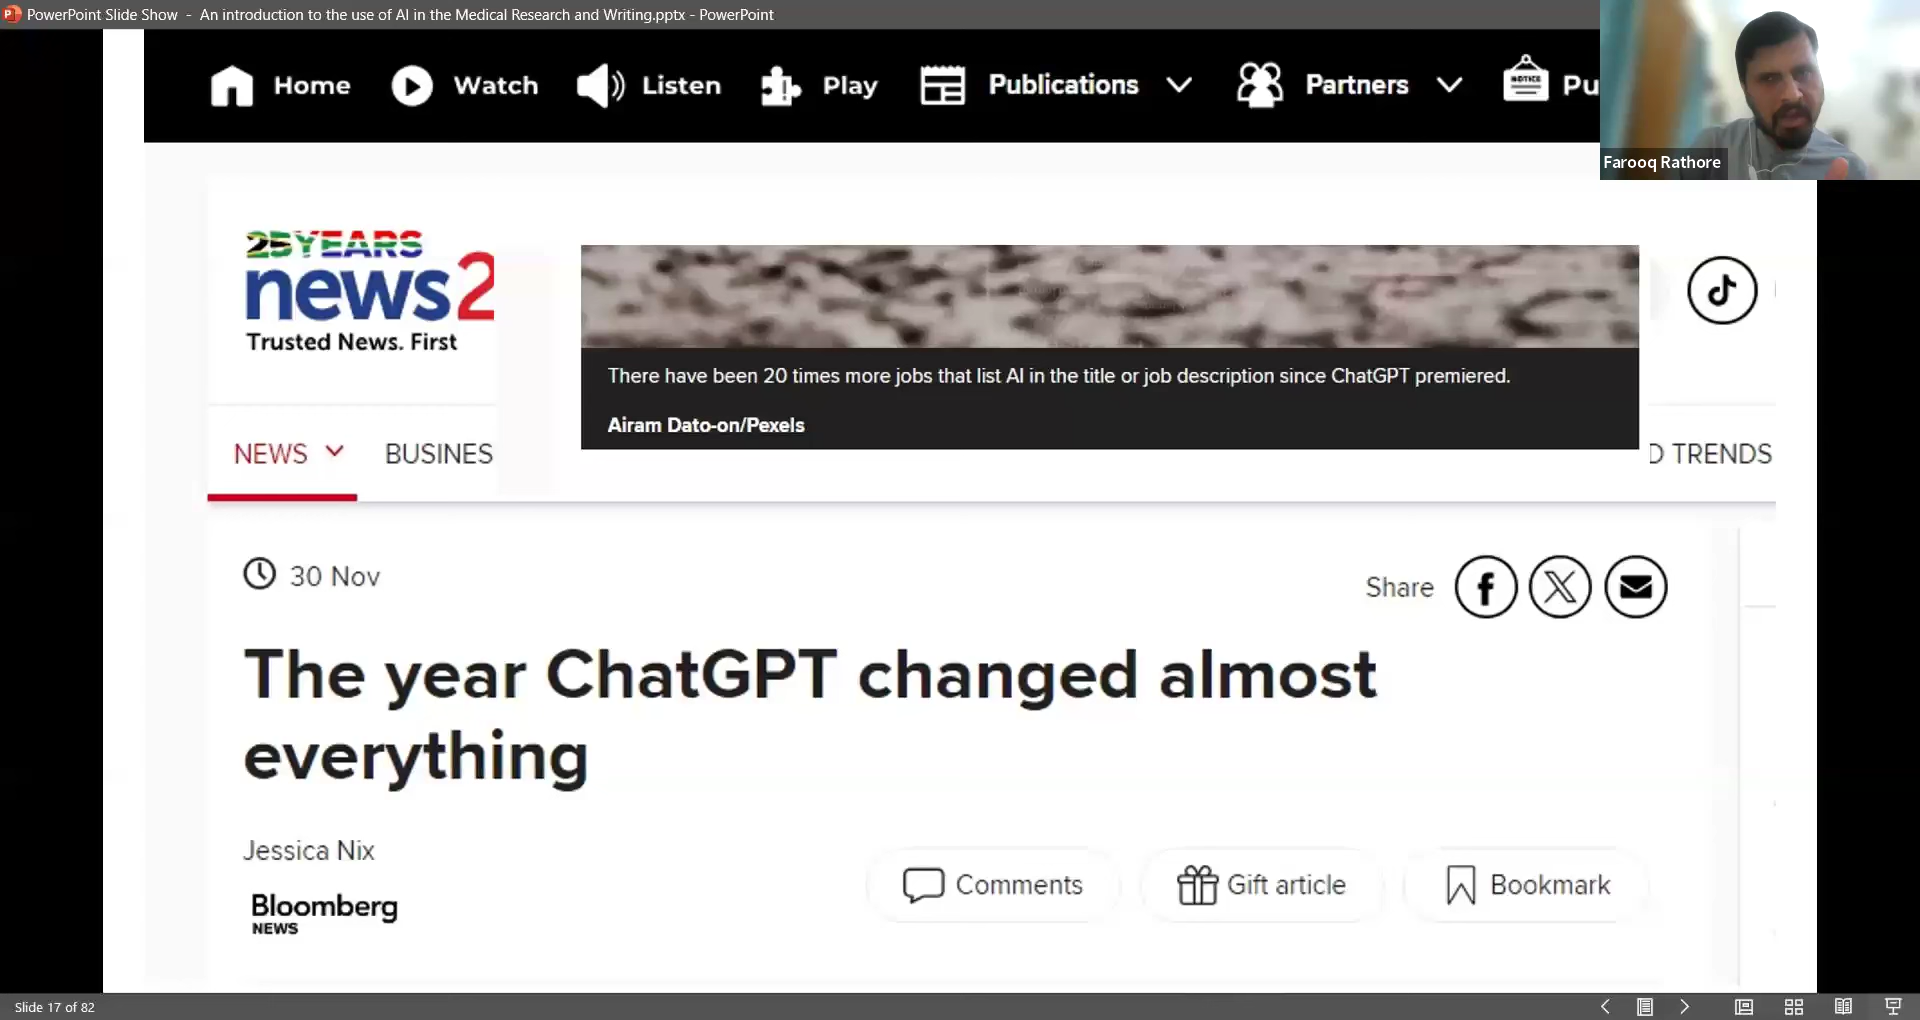 PowerPoint Slide Show - An introduction to the use of AI in the Medical Research and Writing.pptx - PowerPoint
Home Watch Listen Play Publications Partners NOTICE Pu
Farooq Rathore
25YEARS
news2
Trusted News. First
There have been 20 times more jobs that list AI in the title or job description since ChatGPT premiered.
Airam Dato-on/Pexels
NEWS BUSINES D TRENDS
30 Nov
Share
The year ChatGPT changed almost
everything
Jessica Nix
Bloomberg
NEWS
Comments Gift article Bookmark
Slide 17 of 82